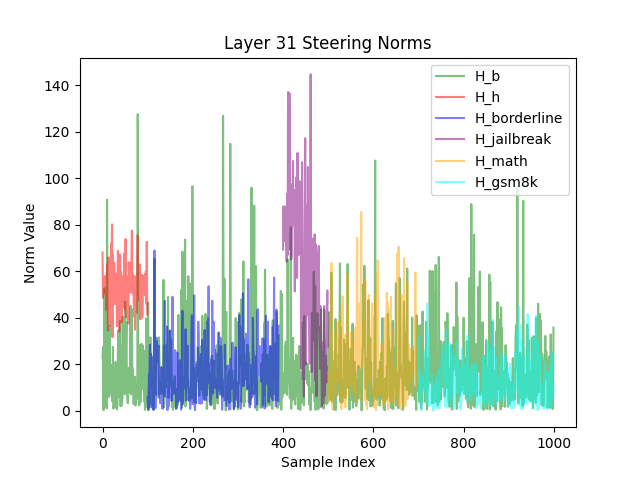 Layer 31 Steering Norms
Norm Value
140
120
100
80
60
40
20
0
H_b
H_h
H_borderline
H_jailbreak
H_math
H_gsm8k
0
200
400
600
800
1000
Sample Index